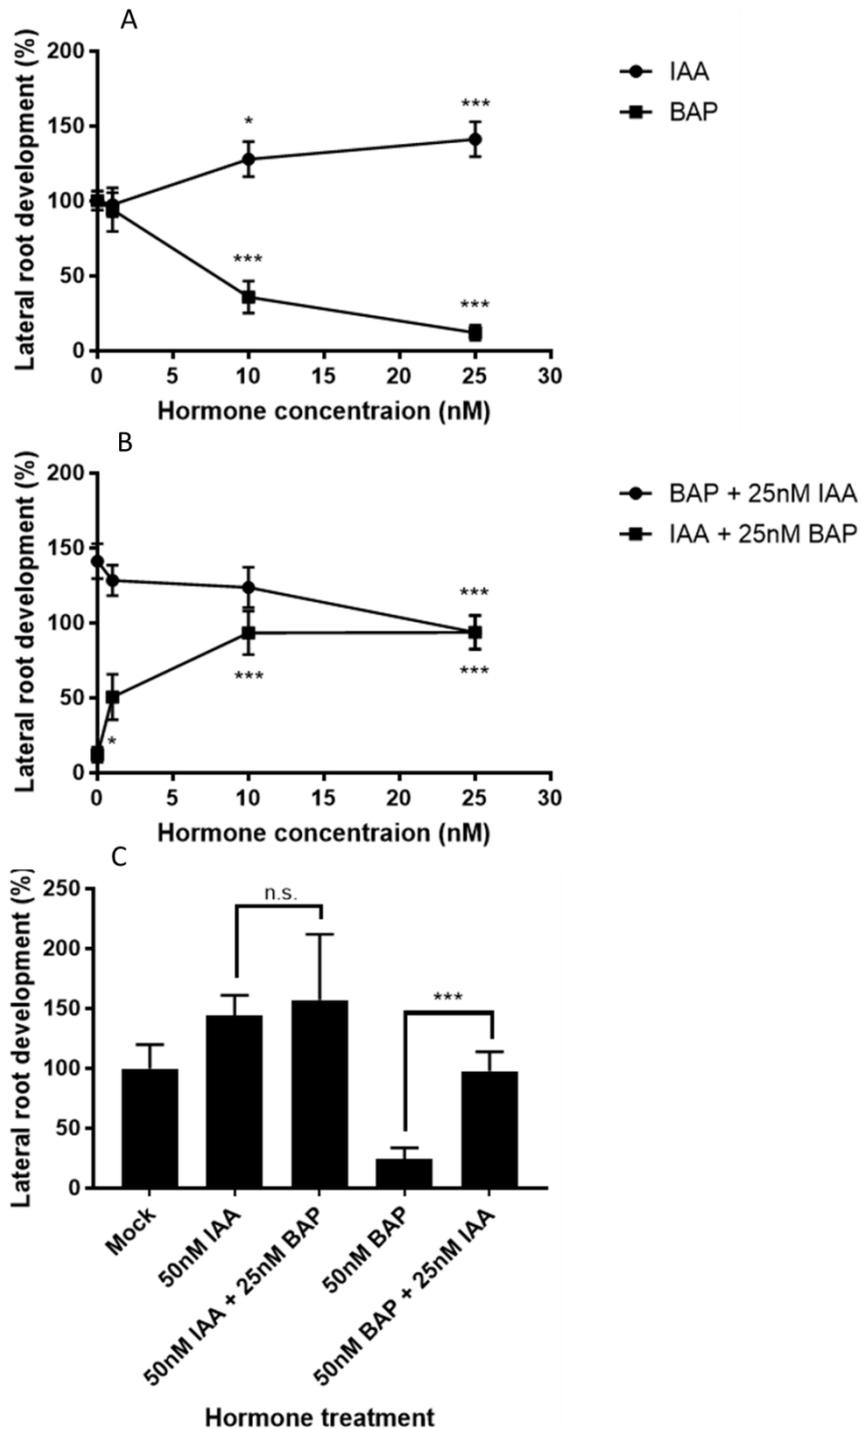 A
Lateral root development (%)
200
150
100
50
0
*
***
***
***
0 5 10 15 20 25 30
Hormone concentraion (nM)
IAA
BAP
B
Lateral root development (%)
200
150
100
50
0
***
***
***
*
0 5 10 15 20 25 30
Hormone concentraion (nM)
BAP + 25nM IAA
IAA + 25nM BAP
C
Lateral root development (%)
250
200
150
100
50
0
n.s.
***
Mock
50nM IAA
50nM IAA + 25nM BAP
50nM BAP
50nM BAP + 25nM IAA
Hormone treatment